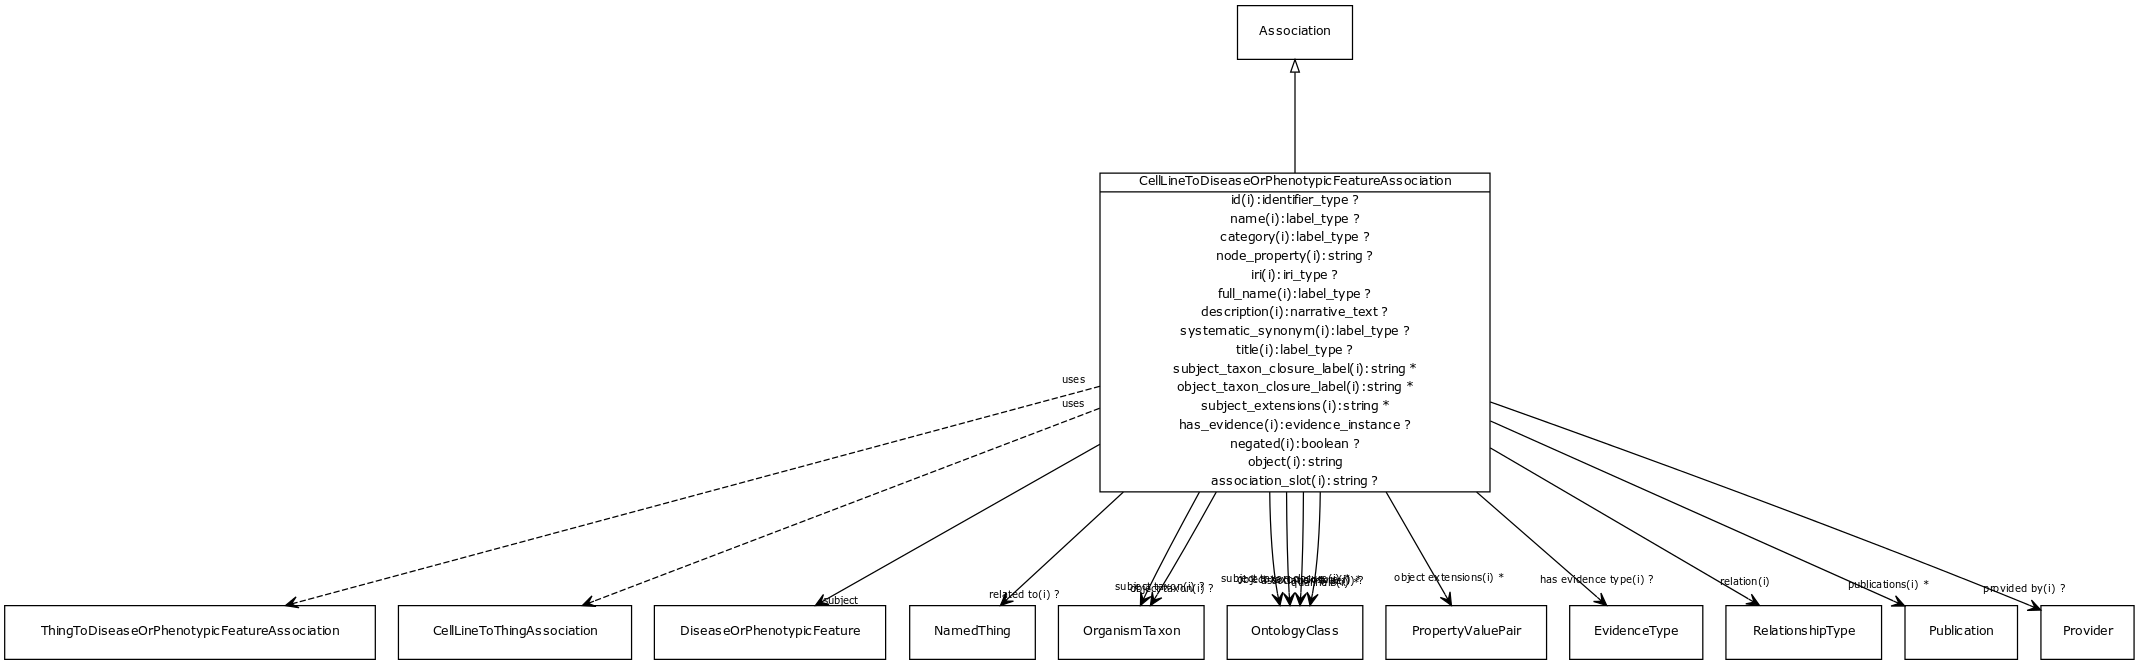 Association
CellLineToDiseaseOrPhenotypicFeatureAssociation
id(i):identifier_type ?
name(i):label_type ?
category(i):label_type ?
node_property(i):string ?
iri(i):iri_type ?
full_name(i):label_type ?
description(i):narrative_text ?
systematic_synonym(i):label_type ?
title(i):label_type ?
subject_taxon_closure_label(i):string *
object_taxon_closure_label(i):string *
subject_extensions(i):string *
has_evidence(i):evidence_instance ?
negated(i):boolean ?
object(i):string
association_slot(i):string ?
uses
uses
subject
related to(i) ?
subject taxon(i) ?
object taxon(i) ?
object extensions(i) *
has evidence type(i) ?
relation(i)
publications(i) *
provided by(i) ?
ThingToDiseaseOrPhenotypicFeatureAssociation
CellLineToThingAssociation
DiseaseOrPhenotypicFeature
NamedThing
OrganismTaxon
OntologyClass
PropertyValuePair
EvidenceType
RelationshipType
Publication
Provider